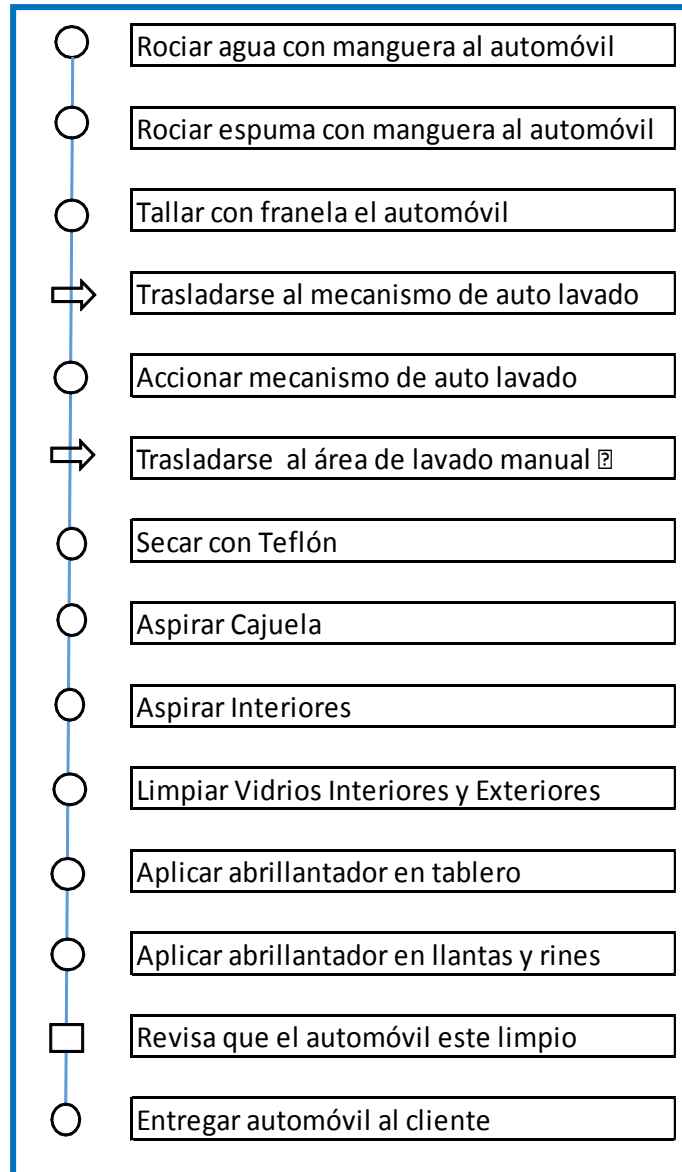 Rociar agua con manguera al automóvil
Rociar espuma con manguera al automóvil
Tallar con franela el automóvil
Trasladarse al mecanismo de auto lavado
Accionar mecanismo de auto lavado
Trasladarse  al área de lavado manual ⍰
Secar con Teflón
Aspirar Cajuela
Aspirar Interiores
Limpiar Vidrios Interiores y Exteriores
Aplicar abrillantador en tablero
Aplicar abrillantador en llantas y rines
Revisa que el automóvil este limpio
Entregar automóvil al cliente